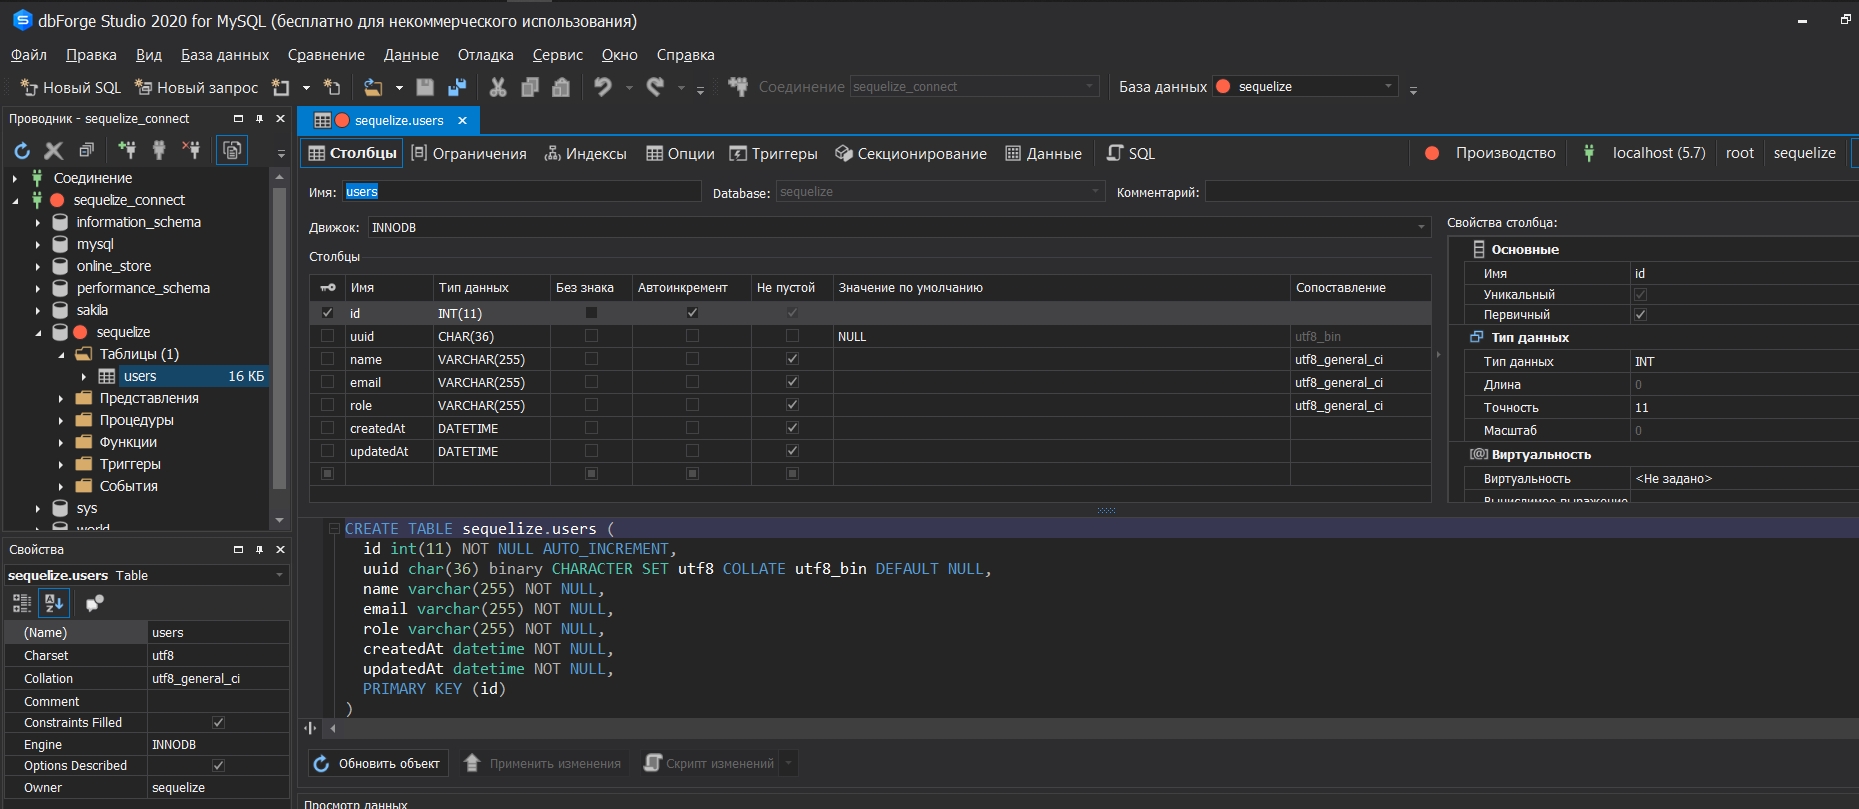 dbForge Studio 2020 for MySQL (бесплатно для некоммерческого использования)
Файл Правка Вид База данных Сравнение Данные Отладка Сервис Окно Справка
Новый SQL Новый запрос Соединение sequelize_connect База данных sequelize
Проводник - sequelize_connect
Соединение
sequelize_connect
information_schema
mysql
online_store
performance_schema
sakila
sequelize
Таблицы (1)
users 16 КБ
Представления
Процедуры
Функции
Триггеры
События
sys
world
Свойства
sequelize.users Table
(Name) users
Charset utf8
Collation utf8_general_ci
Comment
Constraints Filled
Engine INNODB
Options Described
Owner sequelize
sequelize.users
Столбцы Ограничения Индексы Опции Триггеры Секционирование Данные SQL Производство localhost (5.7) root sequelize
Имя: users Database: sequelize Комментарий:
Движок: INNODB
Столбцы
Имя Тип данных Без знака Автоинкремент Не пустой Значение по умолчанию Сопоставление
id INT(11)
uuid CHAR(36) NULL utf8_bin
name VARCHAR(255) utf8_general_ci
email VARCHAR(255) utf8_general_ci
role VARCHAR(255) utf8_general_ci
createdAt DATETIME
updatedAt DATETIME
Свойства столбца:
Основные
Имя id
Уникальный
Первичный
Тип данных
Тип данных INT
Длина 0
Точность 11
Масштаб 0
Виртуальность
Виртуальность <Не задано>
Вычислимое выражение
CREATE TABLE sequelize.users (
id int(11) NOT NULL AUTO_INCREMENT,
uuid char(36) binary CHARACTER SET utf8 COLLATE utf8_bin DEFAULT NULL,
name varchar(255) NOT NULL,
email varchar(255) NOT NULL,
role varchar(255) NOT NULL,
createdAt datetime NOT NULL,
updatedAt datetime NOT NULL,
PRIMARY KEY (id)
)
Обновить объект Применить изменения Скрипт изменений
Просмотр данных